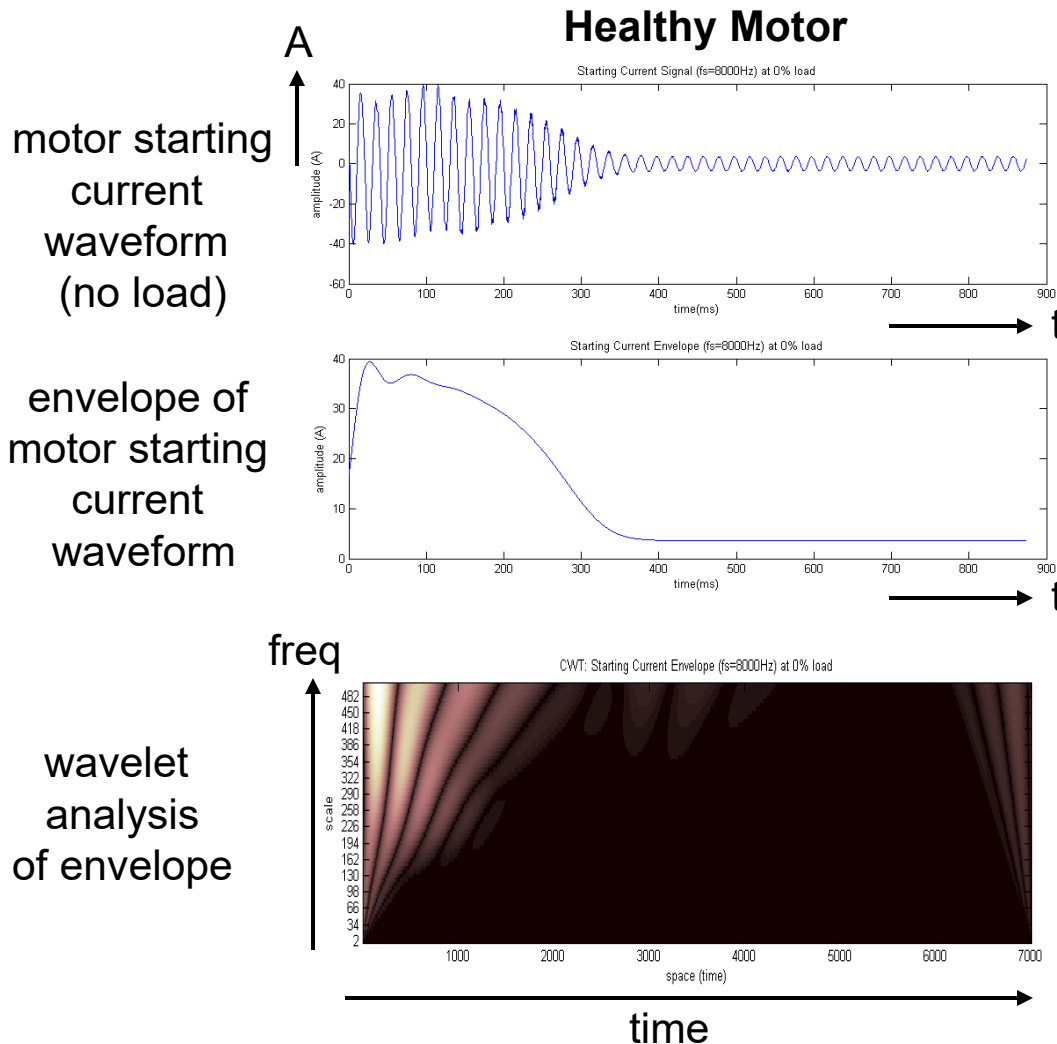 Healthy Motor
A
motor starting
current
waveform
(no load)
Starting Current Signal (fs=8000Hz) at 0% load
amplitude (A)
40
20
0
-20
-40
-60
0 100 200 300 400 500 600 700 800 900
time(ms)
t
envelope of
motor starting
current
waveform
Starting Current Envelope (fs=8000Hz) at 0% load
amplitude (A)
40
30
20
10
0
0 100 200 300 400 500 600 700 800 900
time(ms)
t
freq
wavelet
analysis
of envelope
CWT: Starting Current Envelope (fs=8000Hz) at 0% load
scale
482
450
418
386
354
322
290
258
226
194
162
130
98
66
34
2
1000 2000 3000 4000 5000 6000 7000
space (time)
time